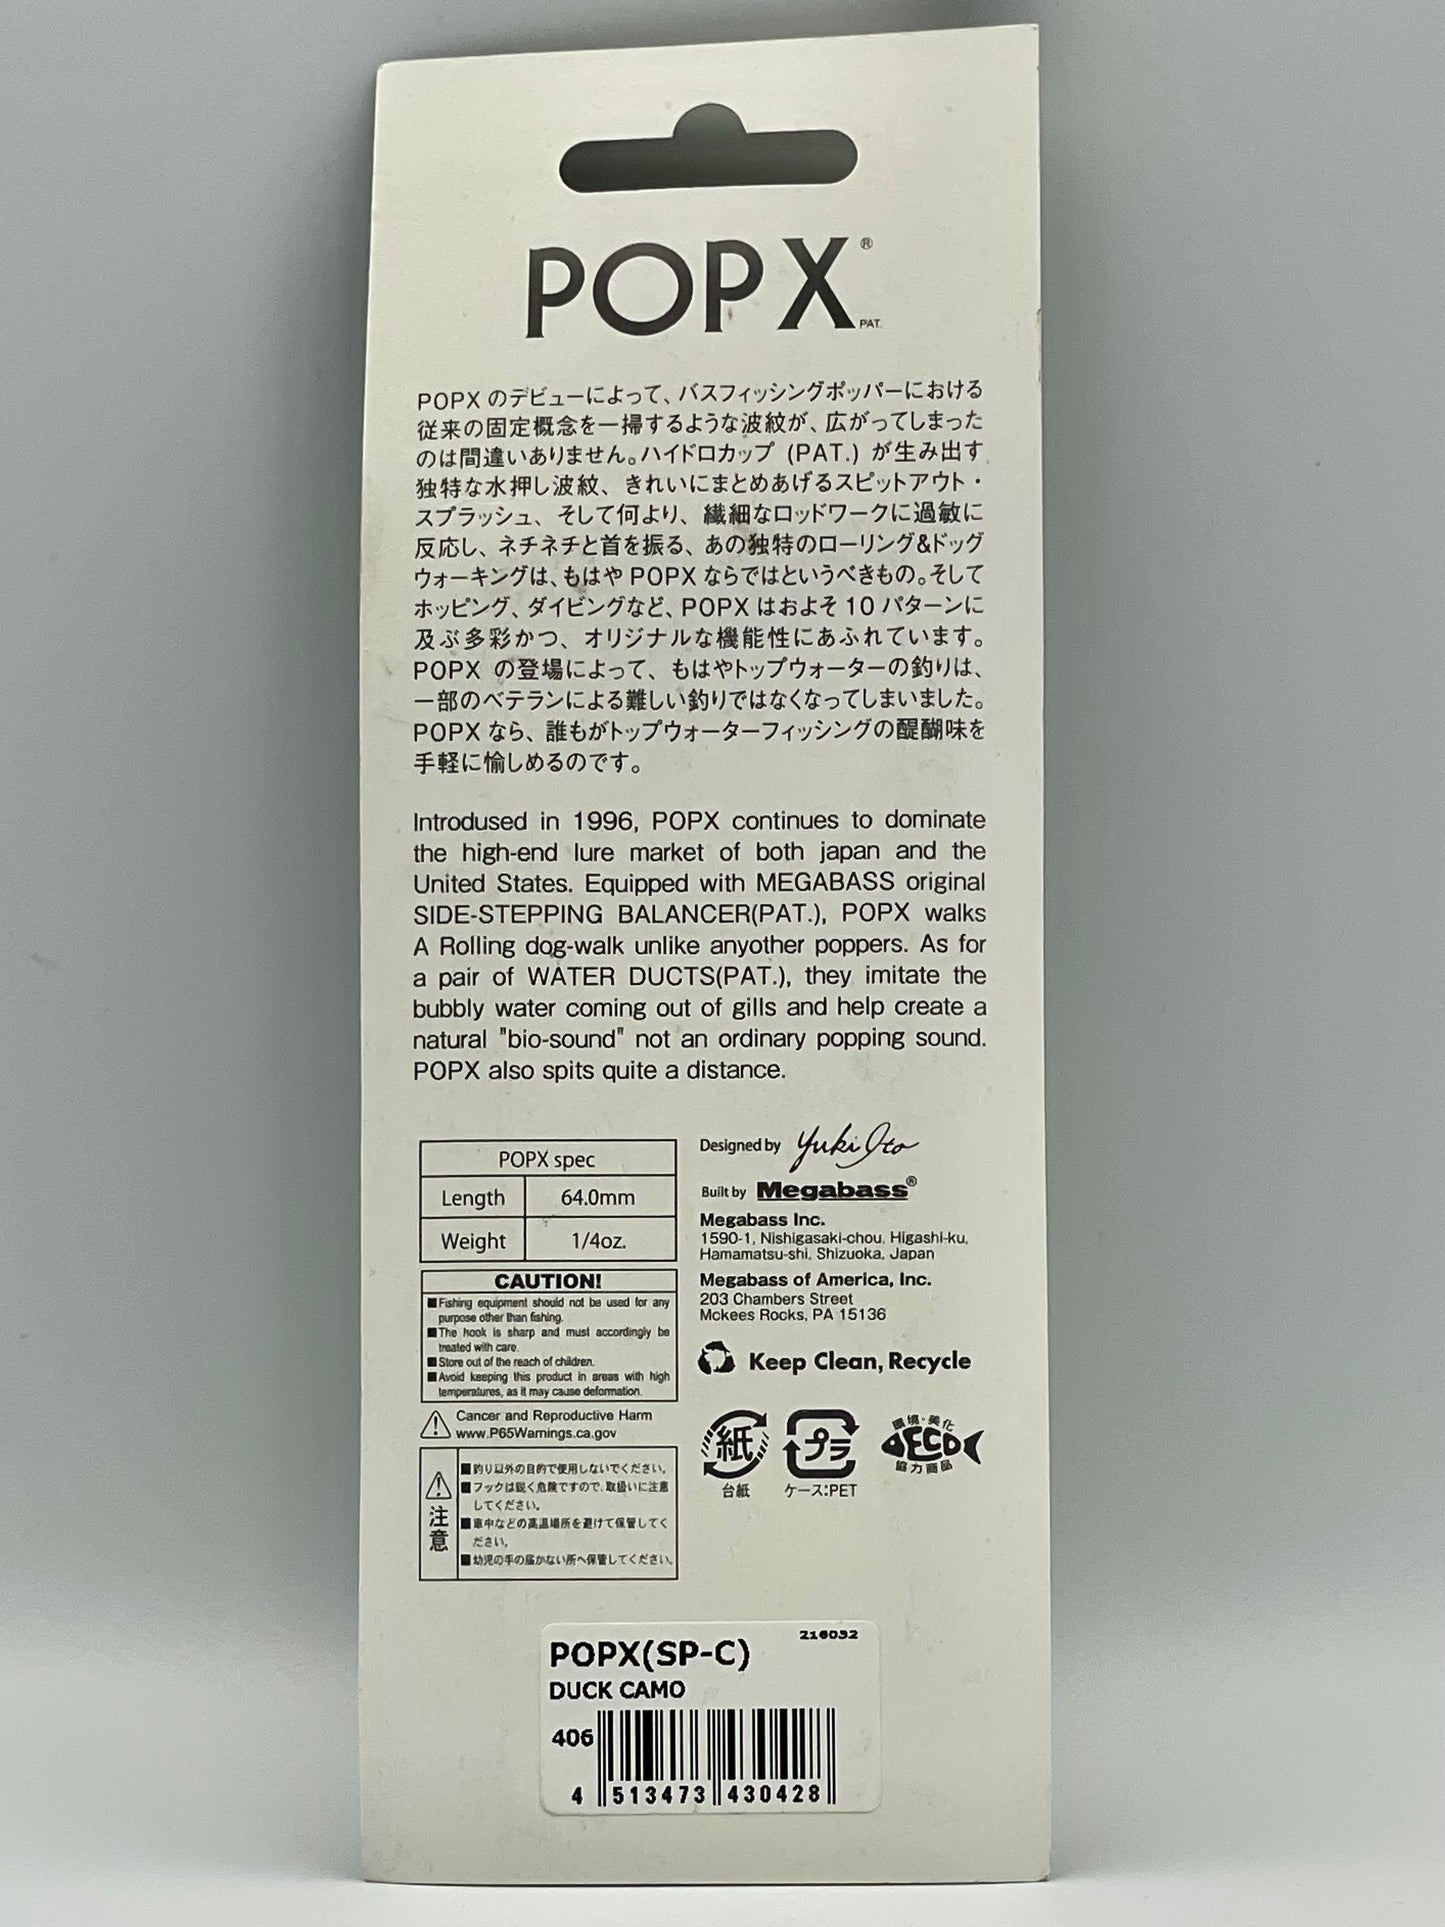 POPX®
PAT.
POPX のデビューによって、バスフィッシングポッパーにおける
従来の固定概念を一掃するような波紋が、広がってしまった
のは間違いありません。ハイドロカップ (PAT.) が生み出す
独特な水押し波紋、きれいにまとめあげるスピットアウト・
スプラッシュ、そして何より、繊細なロッドワークに過敏に
反応し、ネチネチと首を振る、あの独特のローリング&ドッグ
ウォーキングは、もはや POPX ならではというべきもの。そして
ホッピング、ダイビングなど、POPX はおよそ 10 パターンに
及ぶ多彩かつ、オリジナルな機能性にあふれています。
POPX の登場によって、もはやトップウォーターの釣りは、
一部のベテランによる難しい釣りではなくなってしまいました。
POPX なら、誰もがトップウォーターフィッシングの醍醐味を
手軽に愉しめるのです。
Introdused in 1996, POPX continues to dominate
the high-end lure market of both japan and the
United States. Equipped with MEGABASS original
SIDE-STEPPING BALANCER(PAT.), POPX walks
A Rolling dog-walk unlike anyother poppers. As for
a pair of WATER DUCTS(PAT.), they imitate the
bubbly water coming out of gills and help create a
natural "bio-sound" not an ordinary popping sound.
POPX also spits quite a distance.
POPX spec
Length 64.0mm
Weight 1/4oz.
CAUTION!
■Fishing equipment should not be used for any
purpose other than fishing.
■The hook is sharp and must accordingly be
treated with care.
■Store out of the reach of children.
■Avoid keeping this product in areas with high
temperatures, as it may cause deformation.
⚠ Cancer and Reproductive Harm
www.P65Warnings.ca.gov
⚠注意
■釣り以外の目的で使用しないでください。
■フックは鋭く危険ですので、取扱いに注意
してください。
■車中などの高温場所を避けて保管してく
ださい。
■幼児の手の届かない所へ保管してください。
Designed by Yuki Ito
Built by Megabass®
Megabass Inc.
1590-1, Nishigasaki-chou, Higashi-ku,
Hamamatsu-shi, Shizuoka, Japan
Megabass of America, Inc.
203 Chambers Street
Mckees Rocks, PA 15136
Keep Clean, Recycle
紙
台紙
プラ
ケース:PET
環境・美化
ECO
協力商品
216032
POPX(SP-C)
DUCK CAMO
406
4 513473 430428